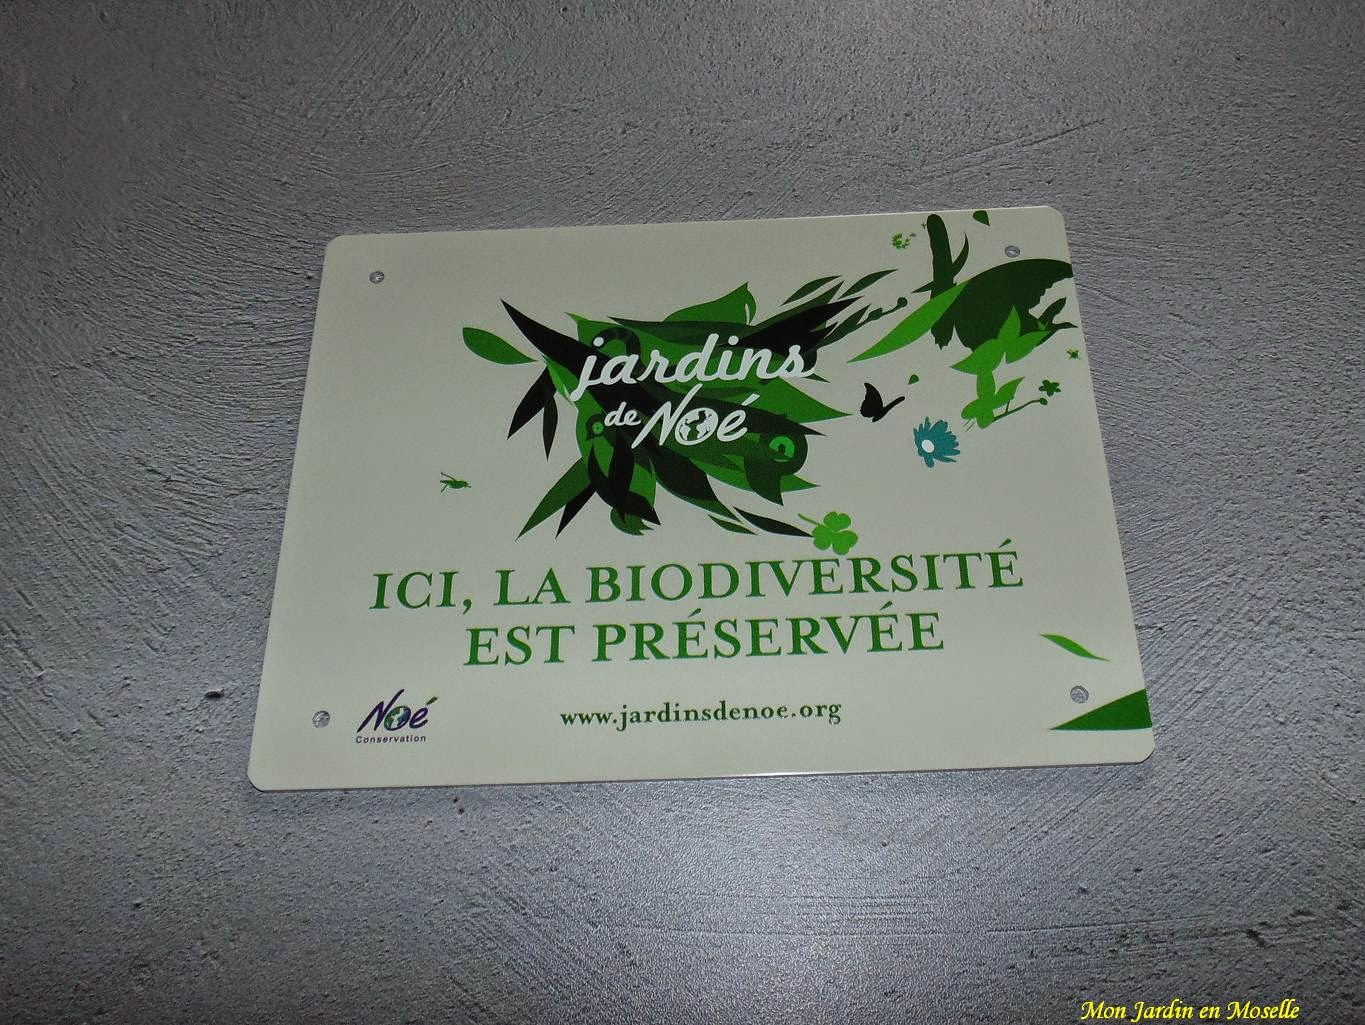 jardins
de Noé
ICI, LA BIODIVERSITÉ
EST PRÉSERVÉE
Noé
Conservation
www.jardinsdenoe.org
Mon Jardin en Moselle